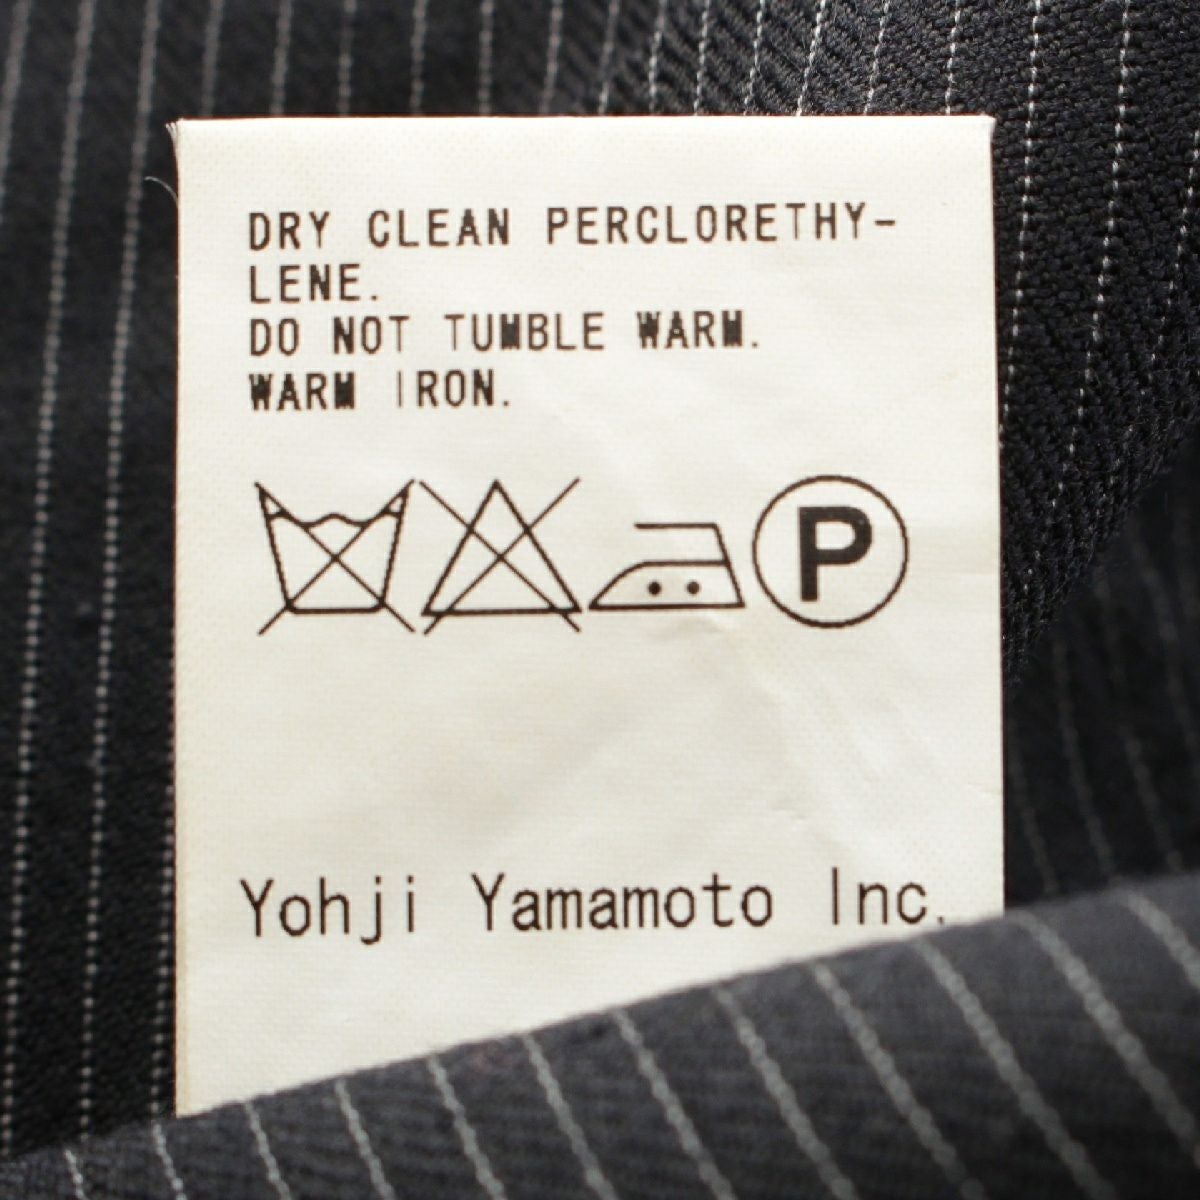 DRY CLEAN PERCLORETHY-
LENE.
DO NOT TUMBLE WARM.
WARM IRON.
P
Yohji Yamamoto Inc.